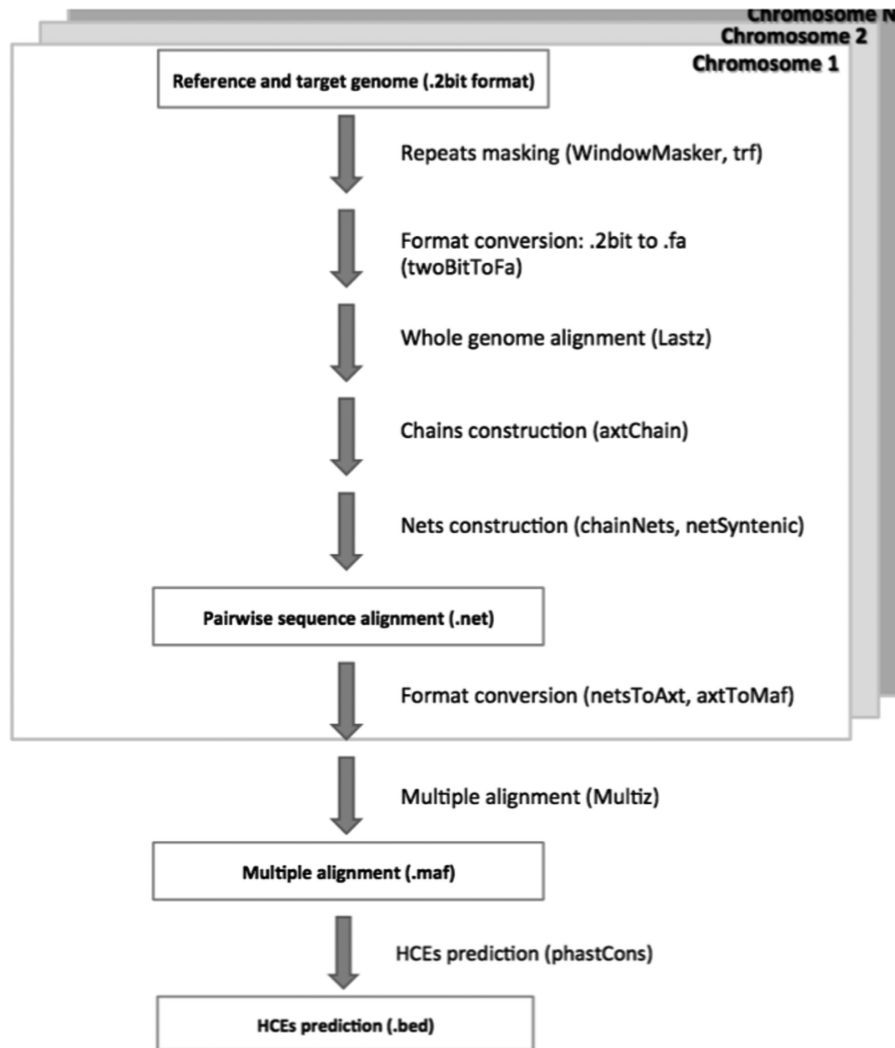 Chromosome N
Chromosome 2
Chromosome 1
Reference and target genome (.2bit format)
Repeats masking (WindowMasker, trf)
Format conversion: .2bit to .fa
(twoBitToFa)
Whole genome alignment (Lastz)
Chains construction (axtChain)
Nets construction (chainNets, netSyntenic)
Pairwise sequence alignment (.net)
Format conversion (netsToAxt, axtToMaf)
Multiple alignment (Multiz)
Multiple alignment (.maf)
HCEs prediction (phastCons)
HCEs prediction (.bed)